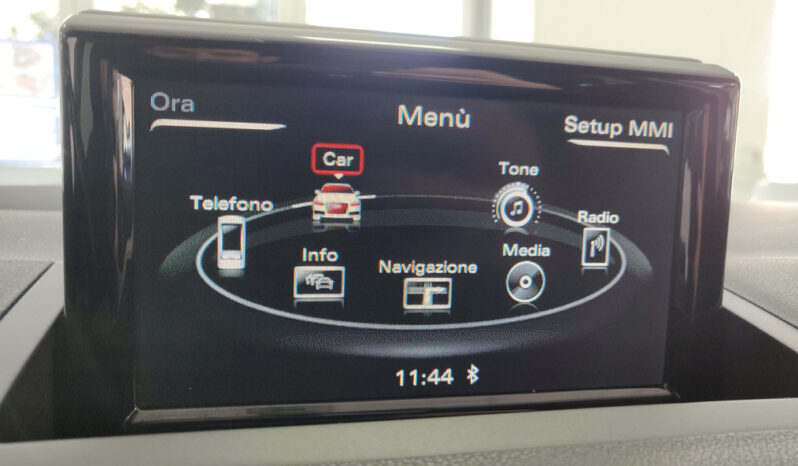 Ora
Menù
Setup MMI
Car
Tone
Telefono
Radio
Info
Navigazione
Media
11:44